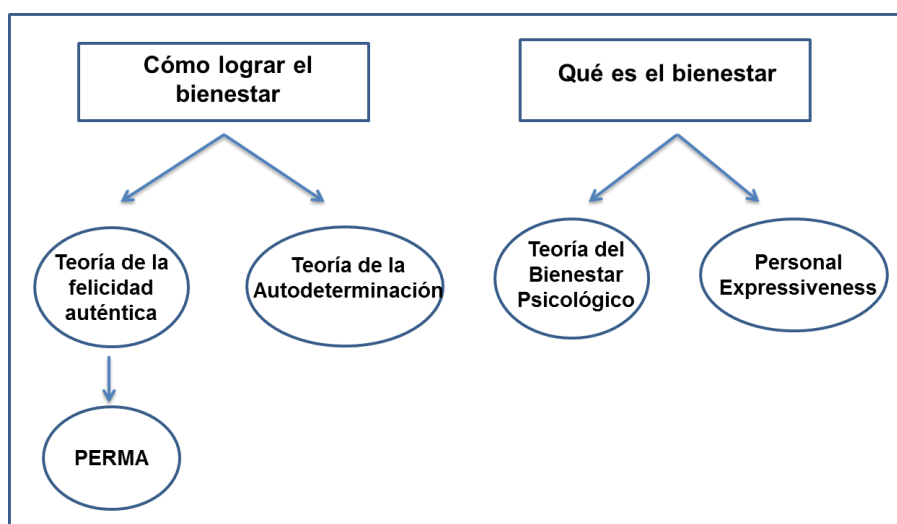 Cómo lograr el
bienestar
Qué es el bienestar
Teoría de la
felicidad
auténtica
Teoría de la
Autodeterminación
Teoría del
Bienestar
Psicológico
Personal
Expressiveness
PERMA